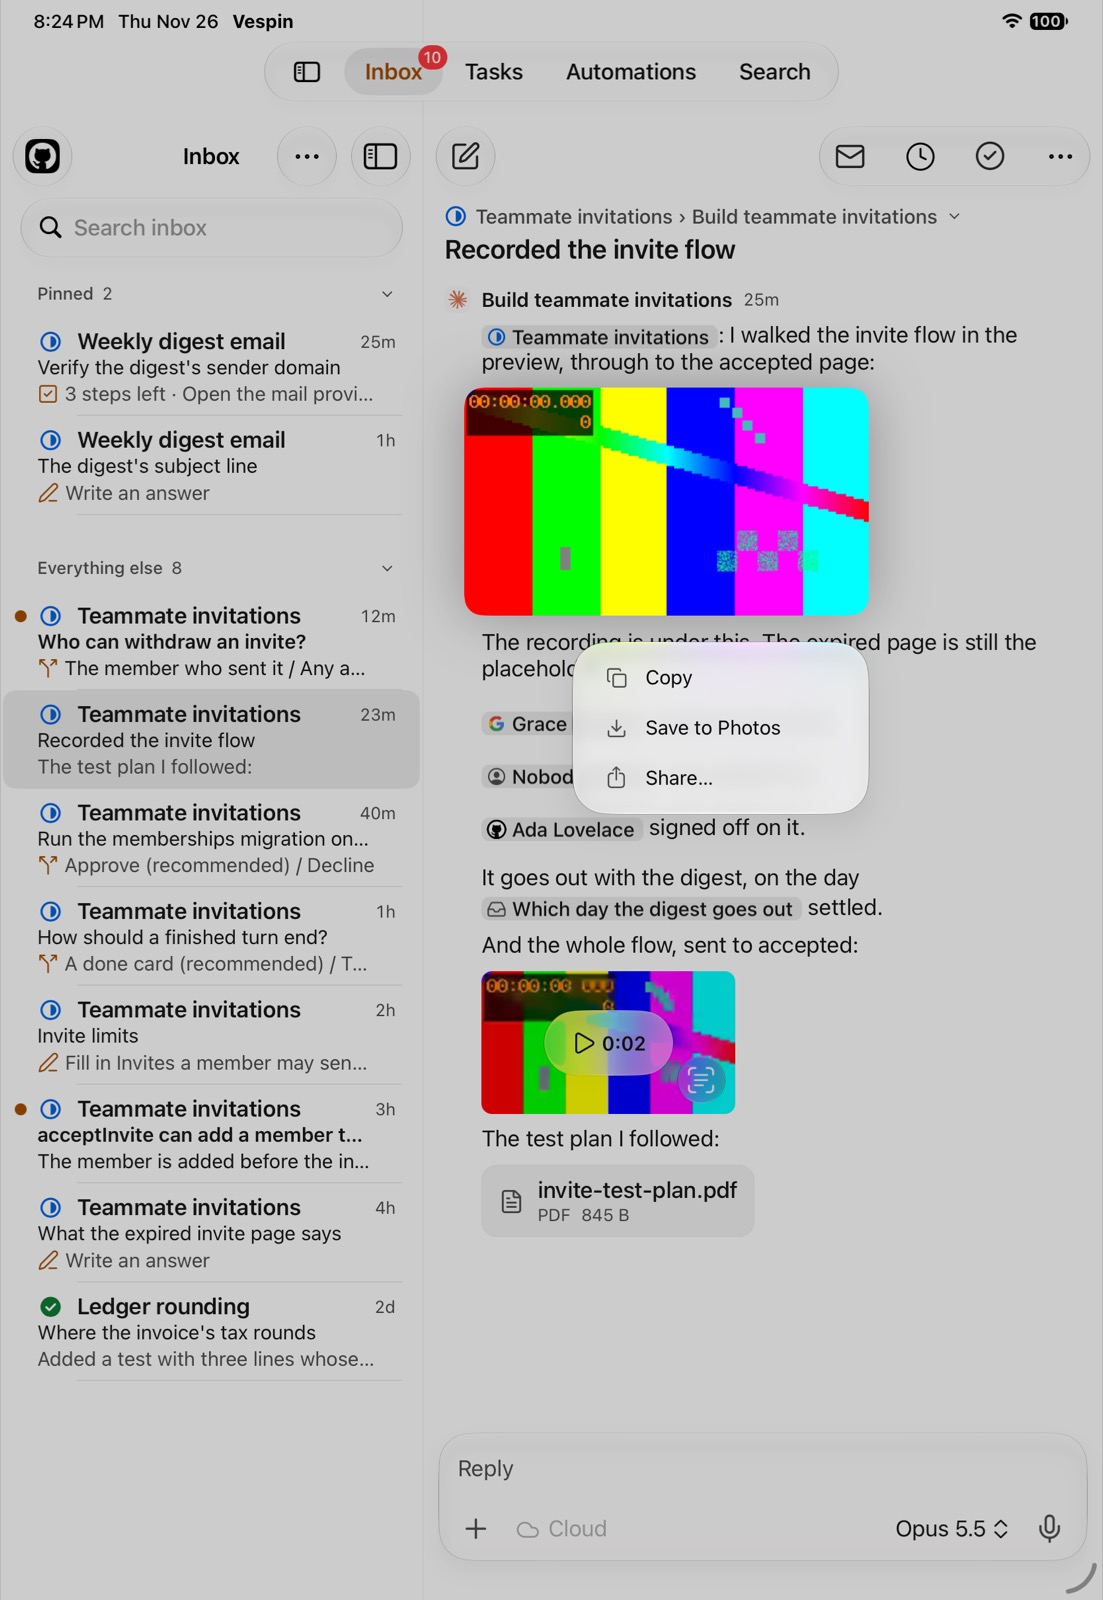 8:24 PM Thu Nov 26 Vespin
100
Inbox 10 Tasks Automations Search
Inbox
Search inbox
Pinned 2
Weekly digest email 25m
Verify the digest's sender domain
3 steps left · Open the mail provi...
Weekly digest email 1h
The digest's subject line
Write an answer
Everything else 8
Teammate invitations 12m
Who can withdraw an invite?
The member who sent it / Any a...
Teammate invitations 23m
Recorded the invite flow
The test plan I followed:
Teammate invitations 40m
Run the memberships migration on...
Approve (recommended) / Decline
Teammate invitations 1h
How should a finished turn end?
A done card (recommended) / T...
Teammate invitations 2h
Invite limits
Fill in Invites a member may sen...
Teammate invitations 3h
acceptInvite can add a member t...
The member is added before the in...
Teammate invitations 4h
What the expired invite page says
Write an answer
Ledger rounding 2d
Where the invoice's tax rounds
Added a test with three lines whose...
Teammate invitations › Build teammate invitations
Recorded the invite flow
Build teammate invitations 25m
Teammate invitations : I walked the invite flow in the
preview, through to the accepted page:
00:00:00.000
0
The recording is under this. The expired page is still the
Copy
Save to Photos
Share...
Grace
Ada Lovelace signed off on it.
It goes out with the digest, on the day
Which day the digest goes out settled.
And the whole flow, sent to accepted:
0:02
The test plan I followed:
invite-test-plan.pdf
PDF 845 B
Reply
Cloud
Opus 5.5